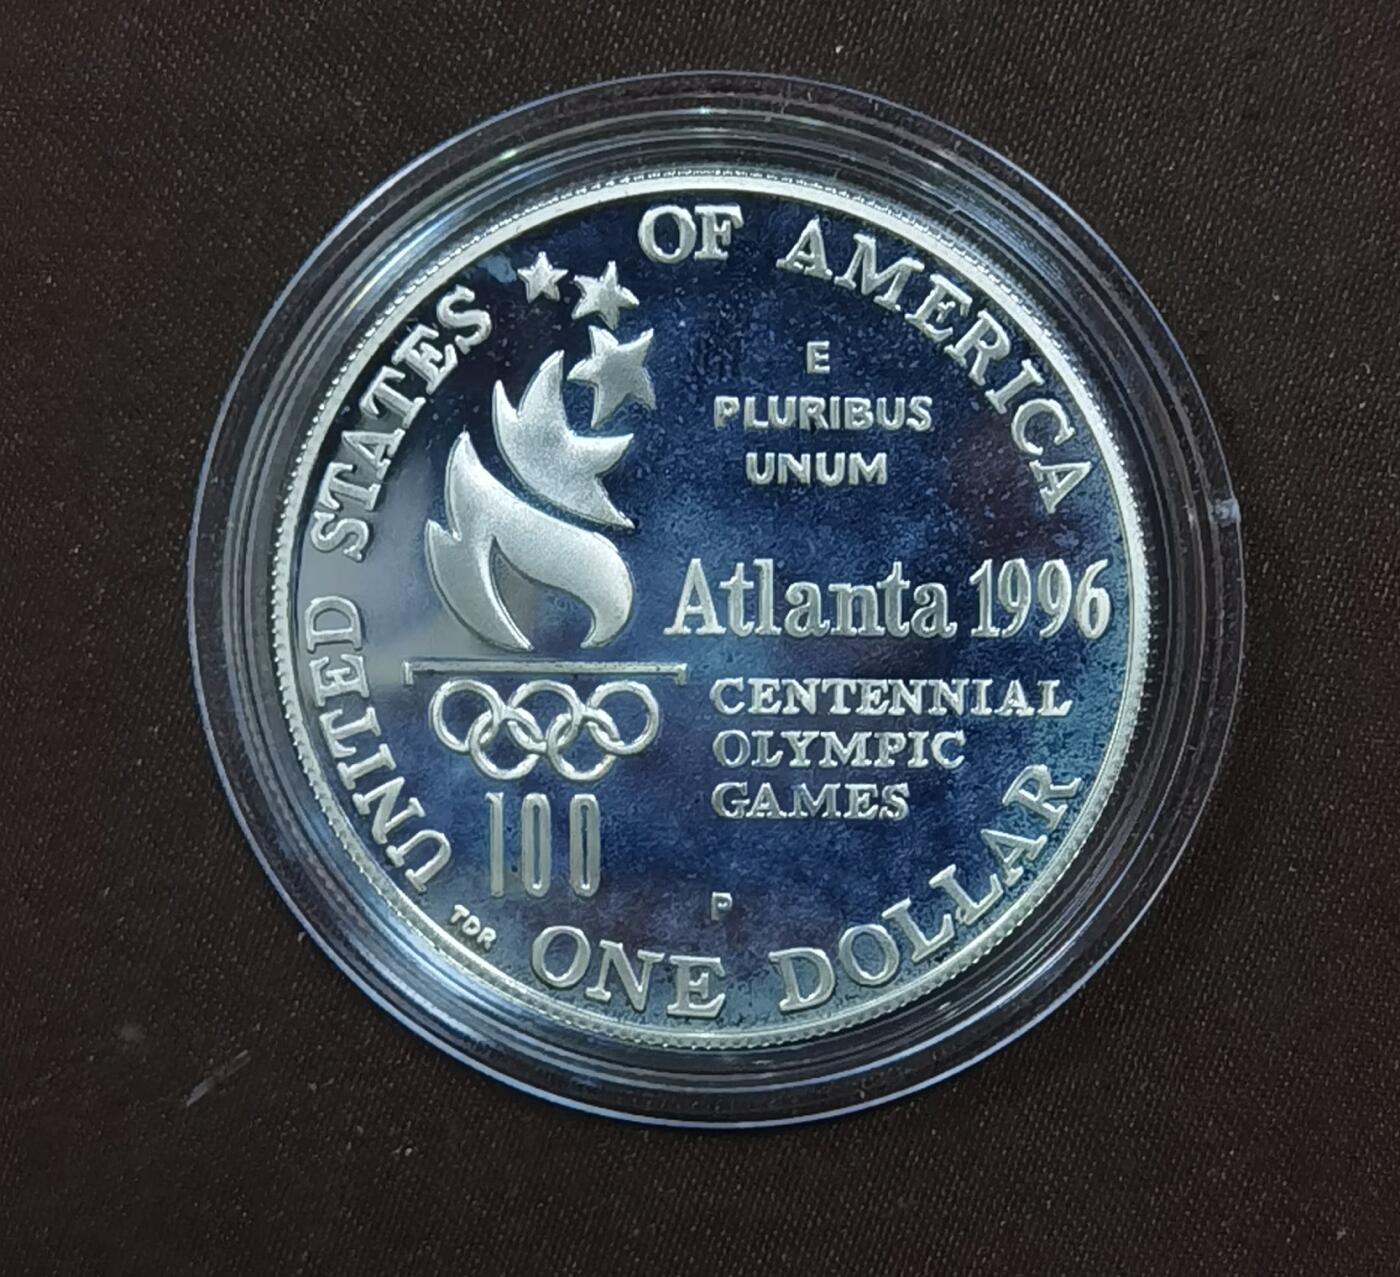 UNITED STATES OF AMERICA
E
PLURIBUS
UNUM
Atlanta 1996
CENTENNIAL
OLYMPIC
GAMES
100
P
TDR
ONE DOLLAR